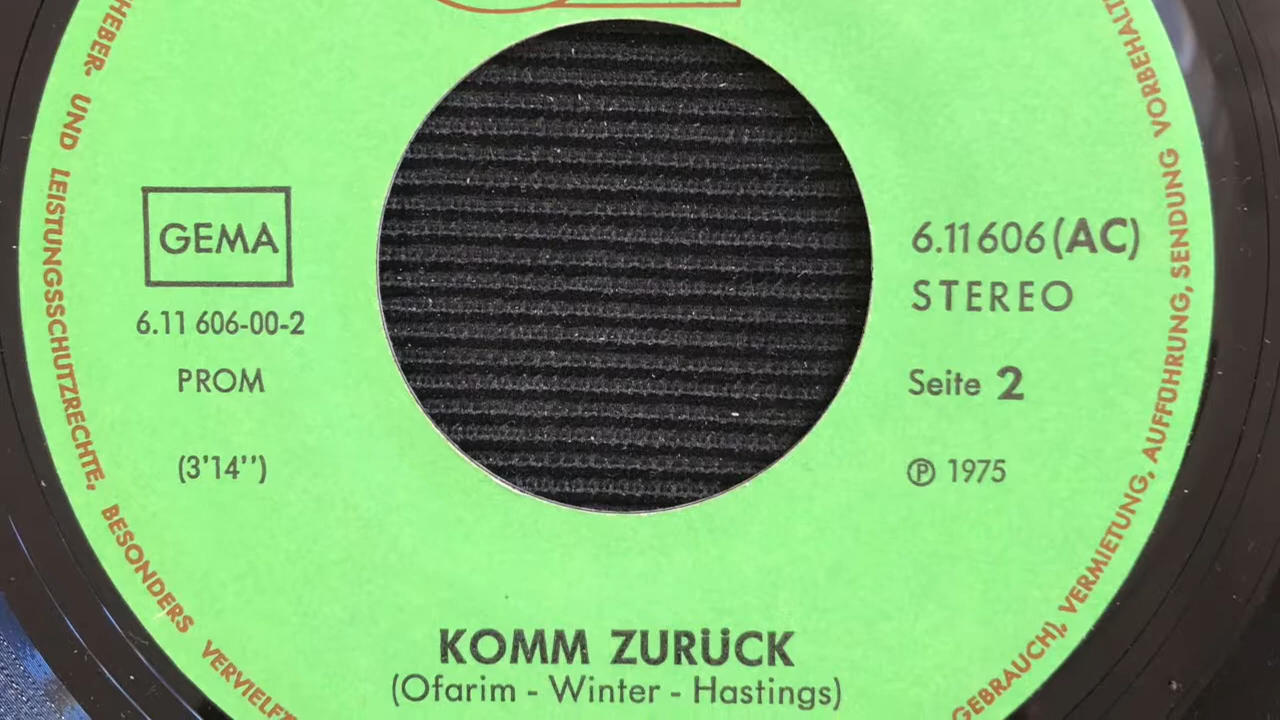 HEBER- UND LEISTUNGSSCHUTZRECHTE, BESONDERS
GEBRAUCH), VERMIETUNG, AUFFÜHRUNG, SENDUNG
GEMA
6.11 606-00-2
PROM
(3'14'')
6.11606 (AC)
STEREO
Seite 2
℗ 1975
KOMM ZURÜCK
(Ofarim - Winter - Hastings)